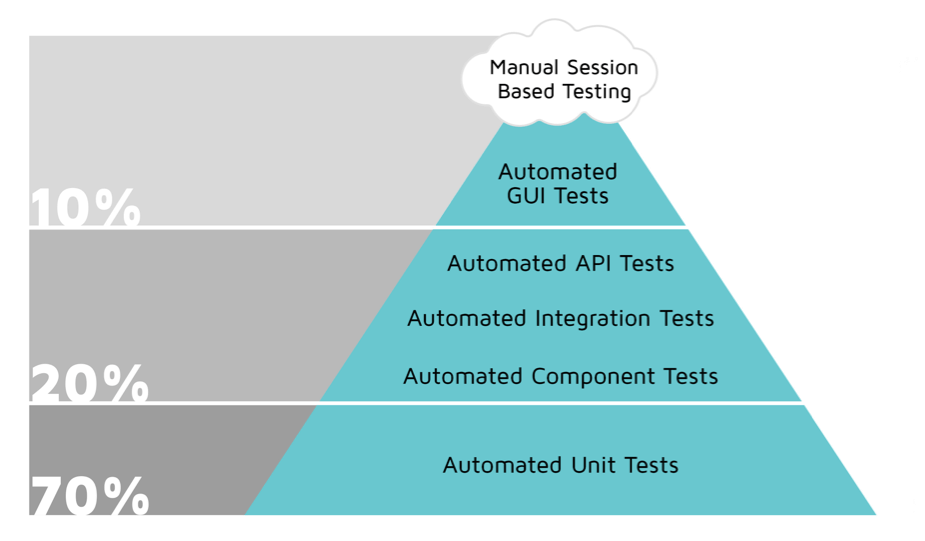 Manual Session
Based Testing
Automated
GUI Tests
10%
Automated API Tests
Automated Integration Tests
Automated Component Tests
20%
Automated Unit Tests
70%